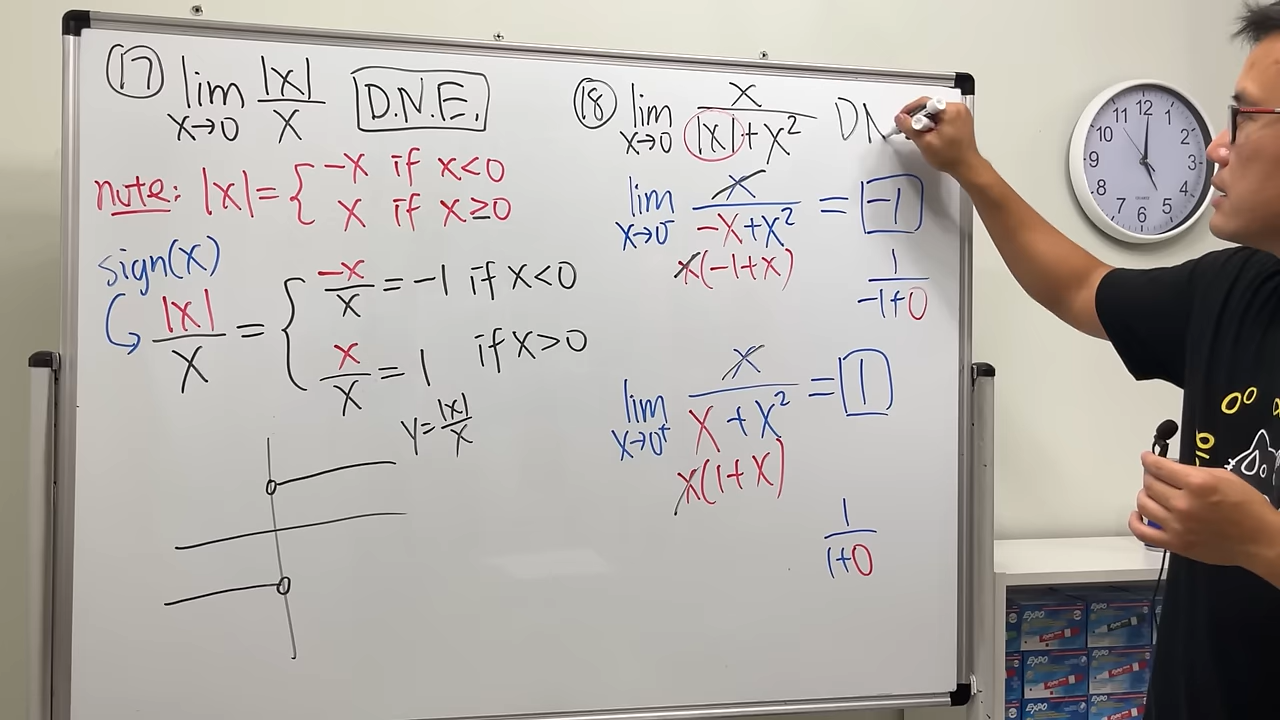 17 lim x→0 |x|/x D.N.E.
note: |x| = { -x if x<0
x if x≥0
sign(x)
|x|/x = { -x/x = -1 if x<0
x/x = 1 if x>0
y=|x|/x
18 lim x→0 x/(|x|+x²) DN
lim x→0⁻ x/(-x+x²) = -1
x(-1+x)
1/(-1+0)
lim x→0⁺ x/(x+x²) = 1
x(1+x)
1/(1+0)
12
1
2
3
4
5
6
7
8
9
10
11
EXPO
EXPO
EXPO
EXPO